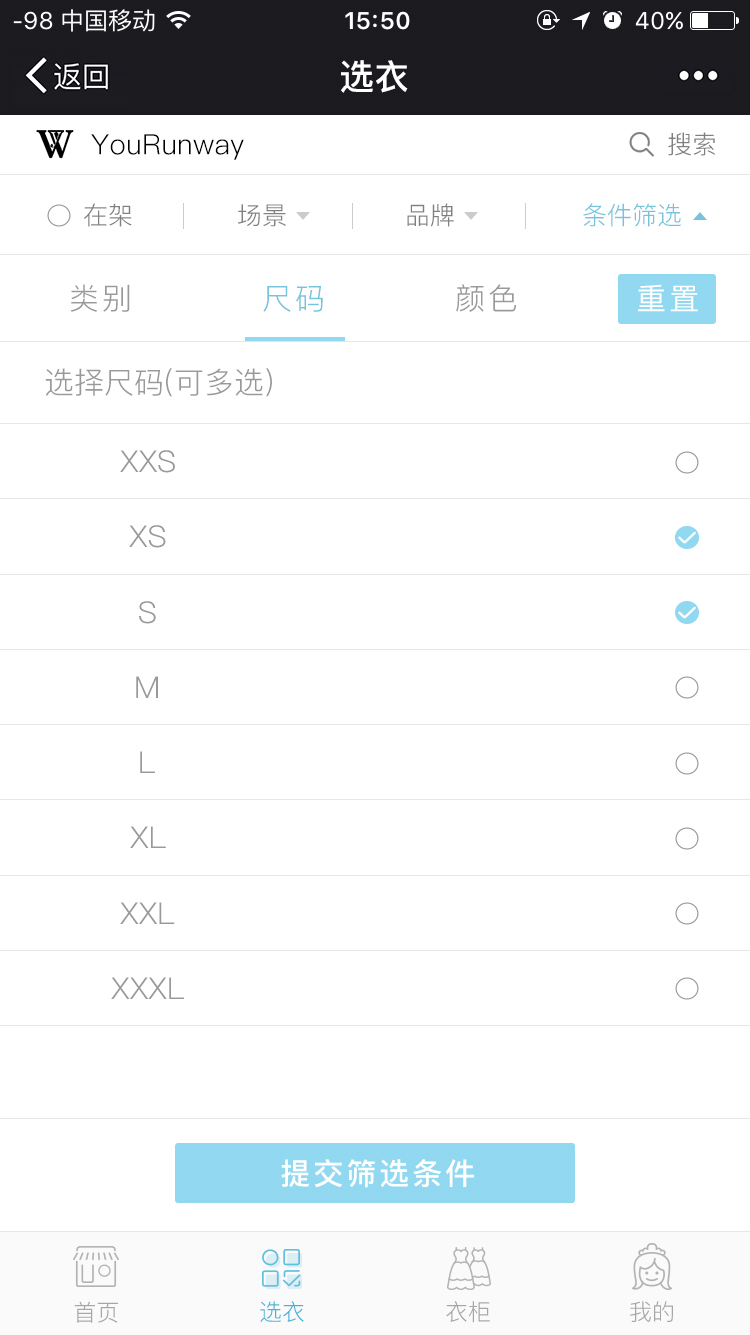 -98 中国移动 15:50 40%
返回 选衣
YouRunway 搜索
在架 场景 品牌 条件筛选
类别 尺码 颜色 重置
选择尺码(可多选)
XXS
XS
S
M
L
XL
XXL
XXXL
提交筛选条件
首页 选衣 衣柜 我的